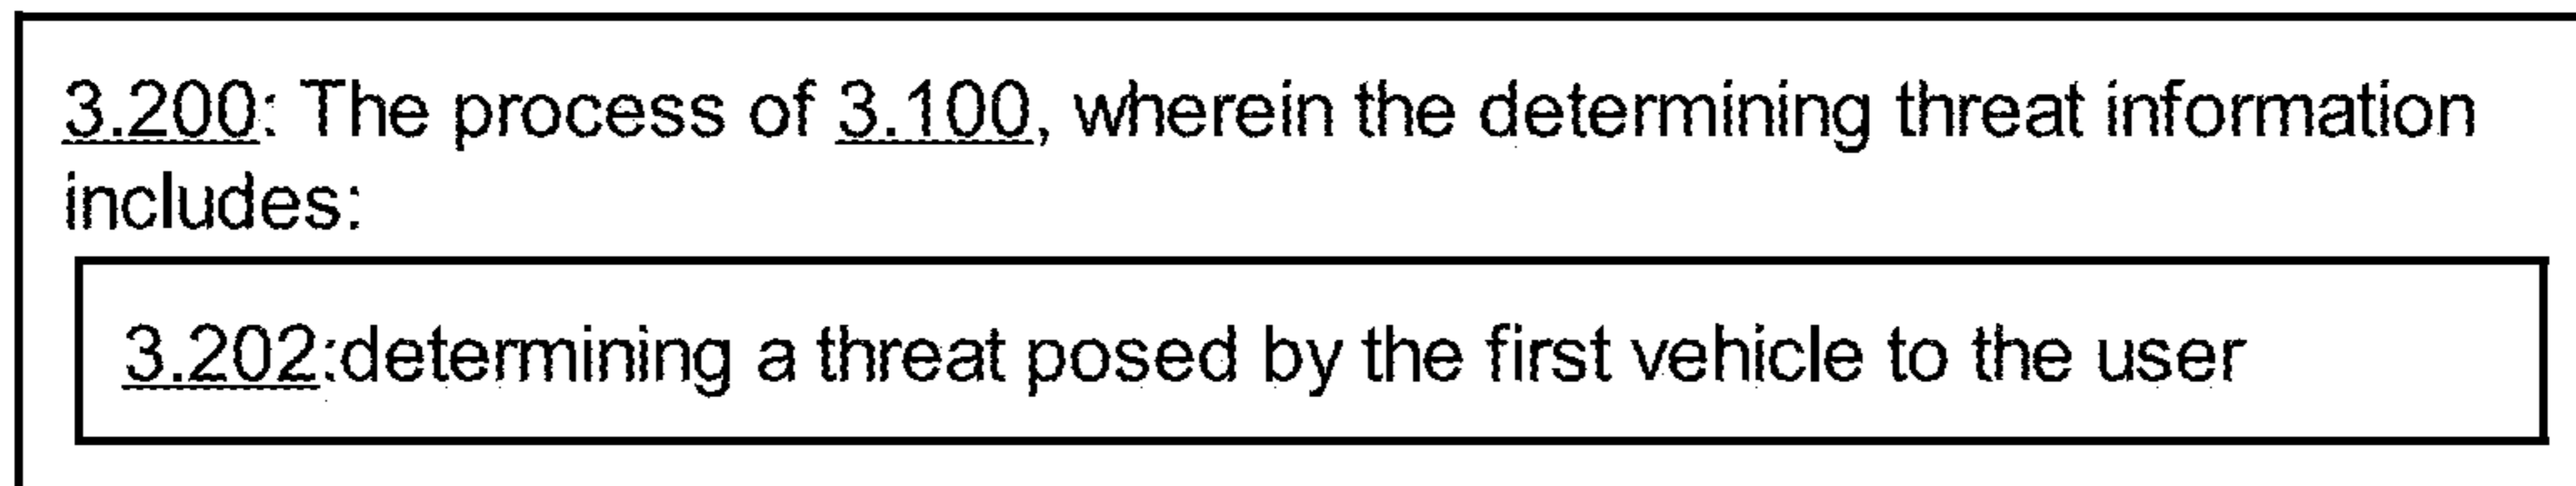 3.200: The process of 3.100, wherein the determining threat information
includes:
3.202:determining a threat posed by the first vehicle to the user